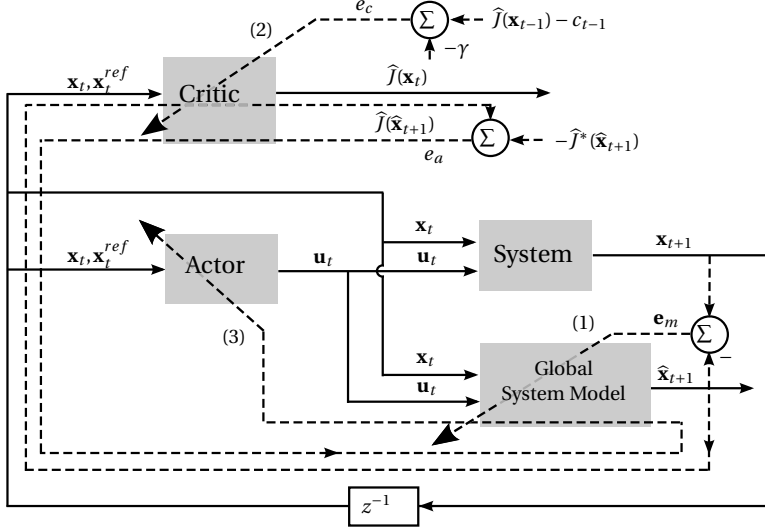 e_c
Σ
Ĵ(x_{t−1}) − c_{t−1}
(2)
−γ
x_t, x_t^{ref}
Critic
Ĵ(x_t)
Ĵ(x̂_{t+1})
Σ
−Ĵ*(x̂_{t+1})
e_a
x_t
x_t, x_t^{ref}
Actor
u_t
u_t
System
x_{t+1}
(3)
(1)
e_m
Σ
−
x_t
u_t
Global
System Model
x̂_{t+1}
z^{−1}